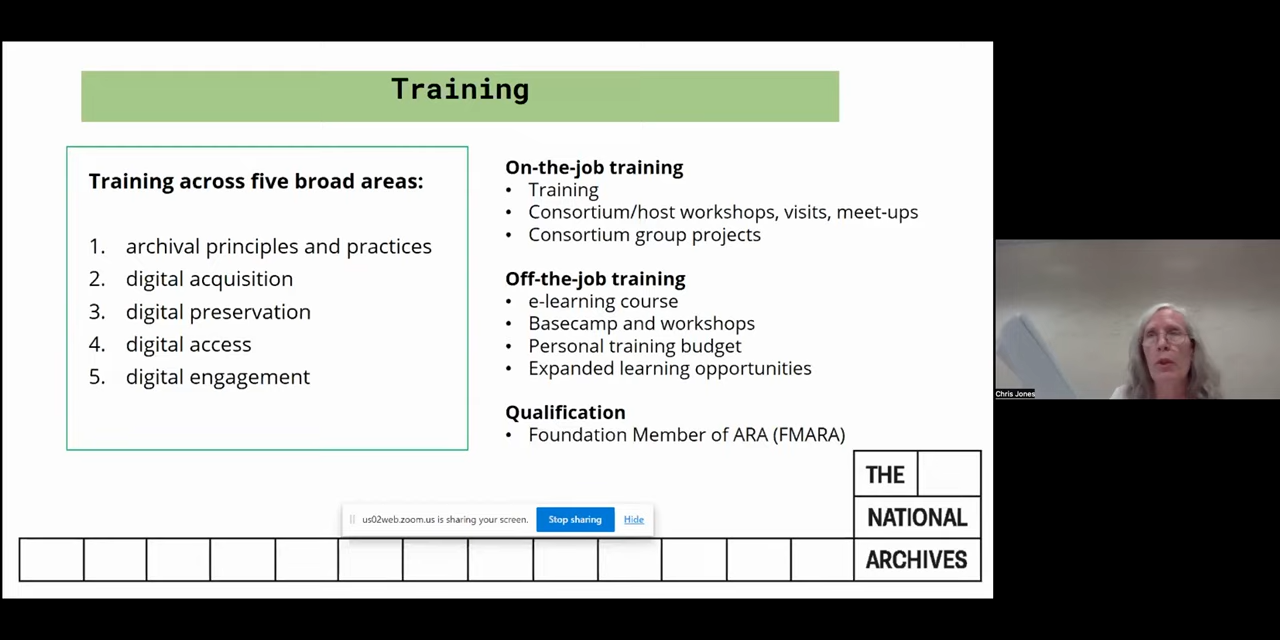 Training
Training across five broad areas:
1. archival principles and practices
2. digital acquisition
3. digital preservation
4. digital access
5. digital engagement
On-the-job training
• Training
• Consortium/host workshops, visits, meet-ups
• Consortium group projects
Off-the-job training
• e-learning course
• Basecamp and workshops
• Personal training budget
• Expanded learning opportunities
Qualification
• Foundation Member of ARA (FMARA)
THE
NATIONAL
ARCHIVES
us02web.zoom.us is sharing your screen. Stop sharing Hide
Chris Jones